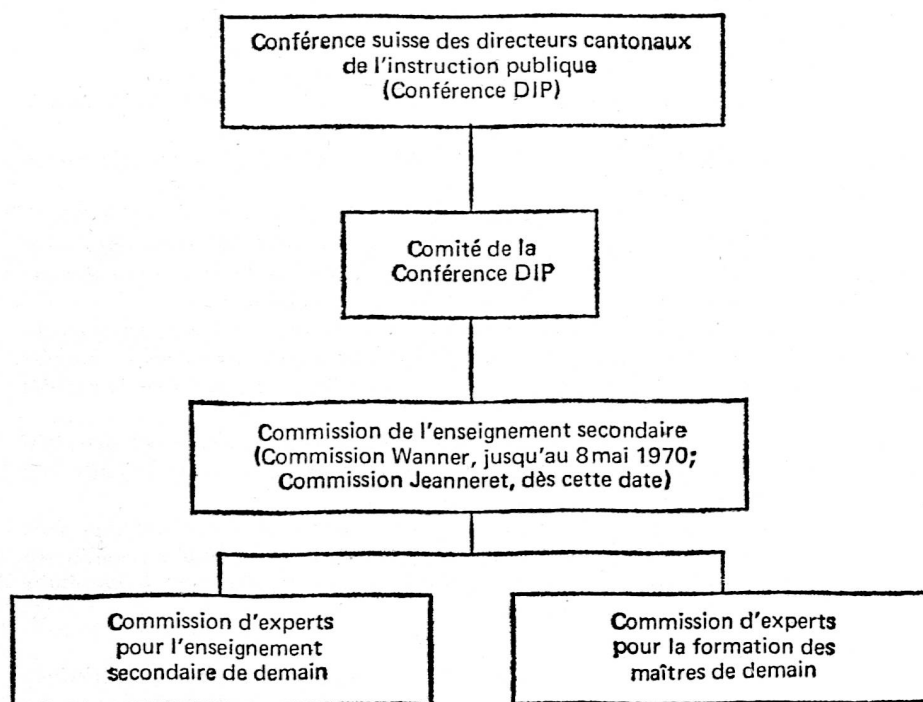 Conférence suisse des directeurs cantonaux
de l'instruction publique
(Conférence DIP)
Comité de la
Conférence DIP
Commission de l'enseignement secondaire
(Commission Wanner, jusqu'au 8 mai 1970;
Commission Jeanneret, dès cette date)
Commission d'experts
pour l'enseignement
secondaire de demain
Commission d'experts
pour la formation des
maîtres de demain